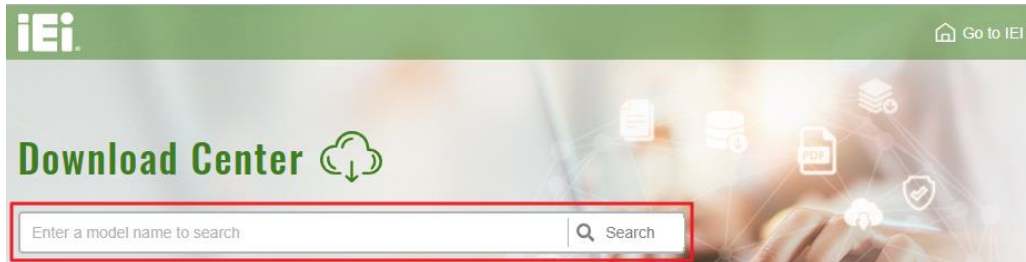 iEi.
Go to IEI
Download Center
PDF
Enter a model name to search
Search